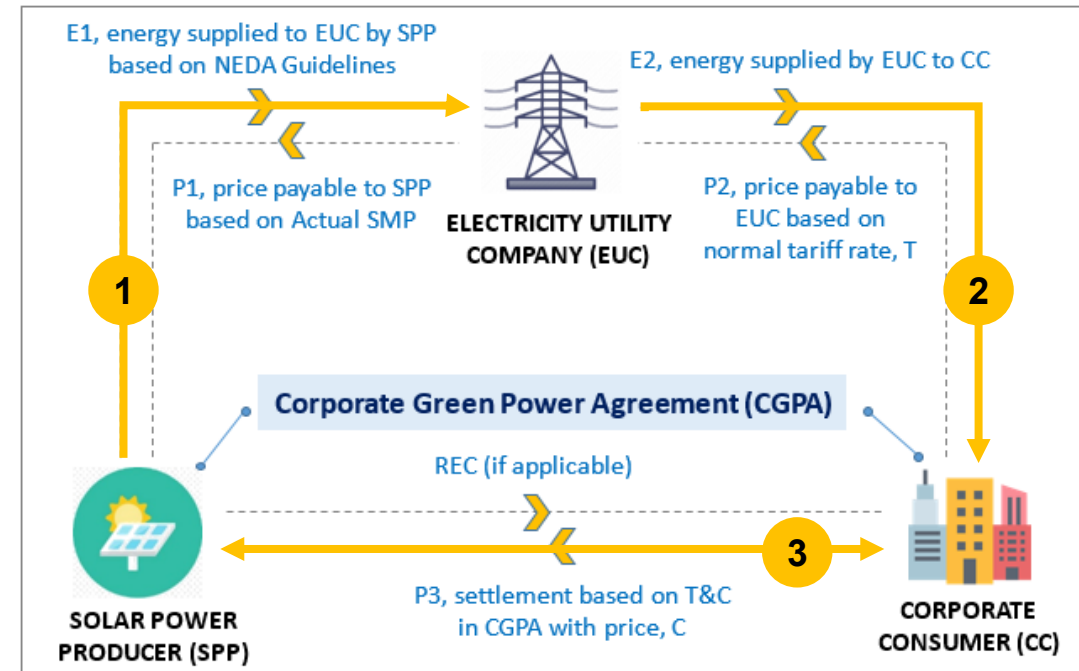 E1, energy supplied to EUC by SPP
based on NEDA Guidelines
E2, energy supplied by EUC to CC
P1, price payable to SPP
based on Actual SMP
P2, price payable to
EUC based on
normal tariff rate, T
ELECTRICITY UTILITY
COMPANY (EUC)
1
2
Corporate Green Power Agreement (CGPA)
REC (if applicable)
3
P3, settlement based on T&C
in CGPA with price, C
SOLAR POWER
PRODUCER (SPP)
CORPORATE
CONSUMER (CC)